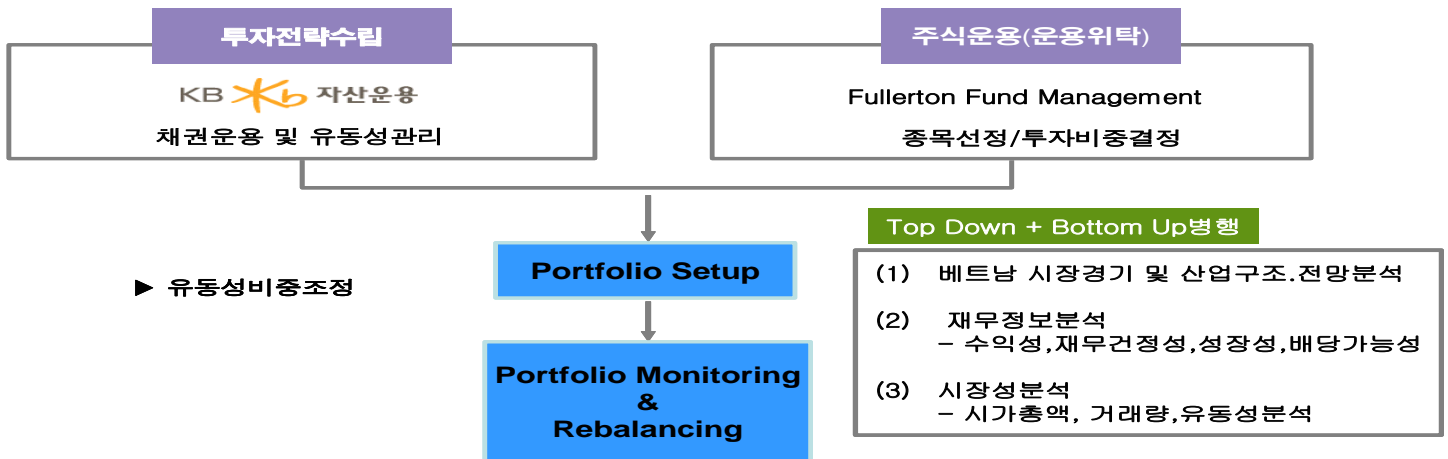 투자전략수립
KB Kb 자산운용
채권운용 및 유동성관리
주식운용(운용위탁)
Fullerton Fund Management
종목선정/투자비중결정
▶ 유동성비중조정
Portfolio Setup
Portfolio Monitoring
&
Rebalancing
Top Down + Bottom Up병행
(1) 베트남 시장경기 및 산업구조.전망분석
(2) 재무정보분석
– 수익성,재무건정성,성장성,배당가능성
(3) 시장성분석
– 시가총액, 거래량,유동성분석